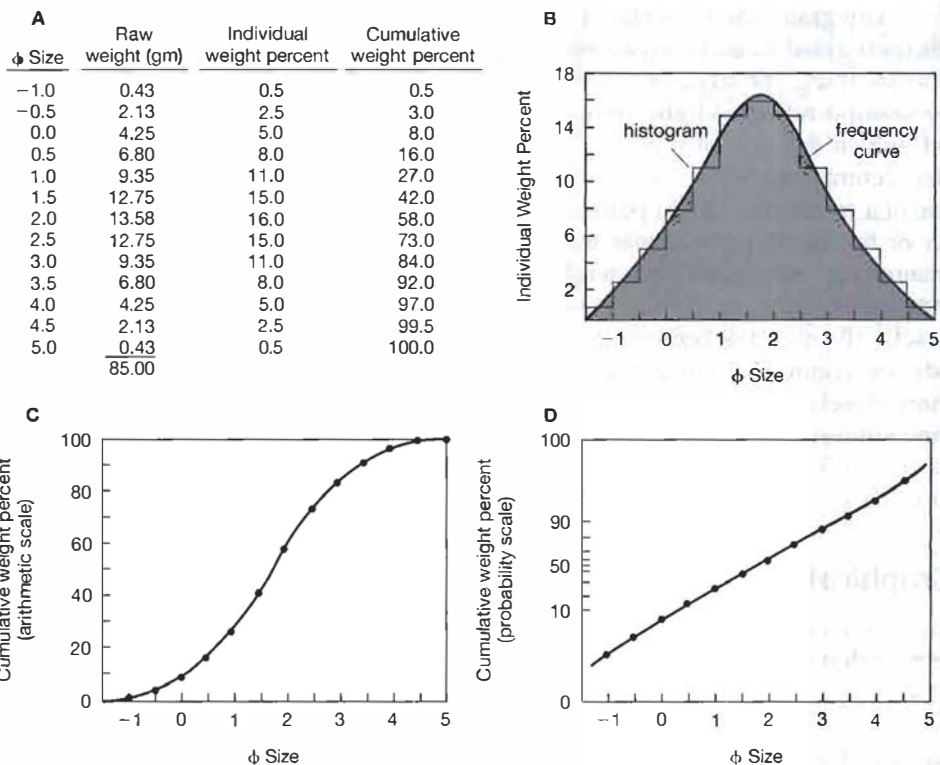 A
Raw Individual Cumulative
ϕ Size weight (gm) weight percent weight percent
−1.0 0.43 0.5 0.5
−0.5 2.13 2.5 3.0
0.0 4.25 5.0 8.0
0.5 6.80 8.0 16.0
1.0 9.35 11.0 27.0
1.5 12.75 15.0 42.0
2.0 13.58 16.0 58.0
2.5 12.75 15.0 73.0
3.0 9.35 11.0 84.0
3.5 6.80 8.0 92.0
4.0 4.25 5.0 97.0
4.5 2.13 2.5 99.5
5.0 0.43 0.5 100.0
85.00
B
Individual Weight Percent
18
14
10
6
2
histogram
frequency
curve
−1 0 1 2 3 4 5
ϕ Size
C
Cumulative weight percent
(arithmetic scale)
100
80
60
40
20
0
−1 0 1 2 3 4 5
ϕ Size
D
Cumulative weight percent
(probability scale)
100
90
50
10
0
−1 0 1 2 3 4 5
ϕ Size